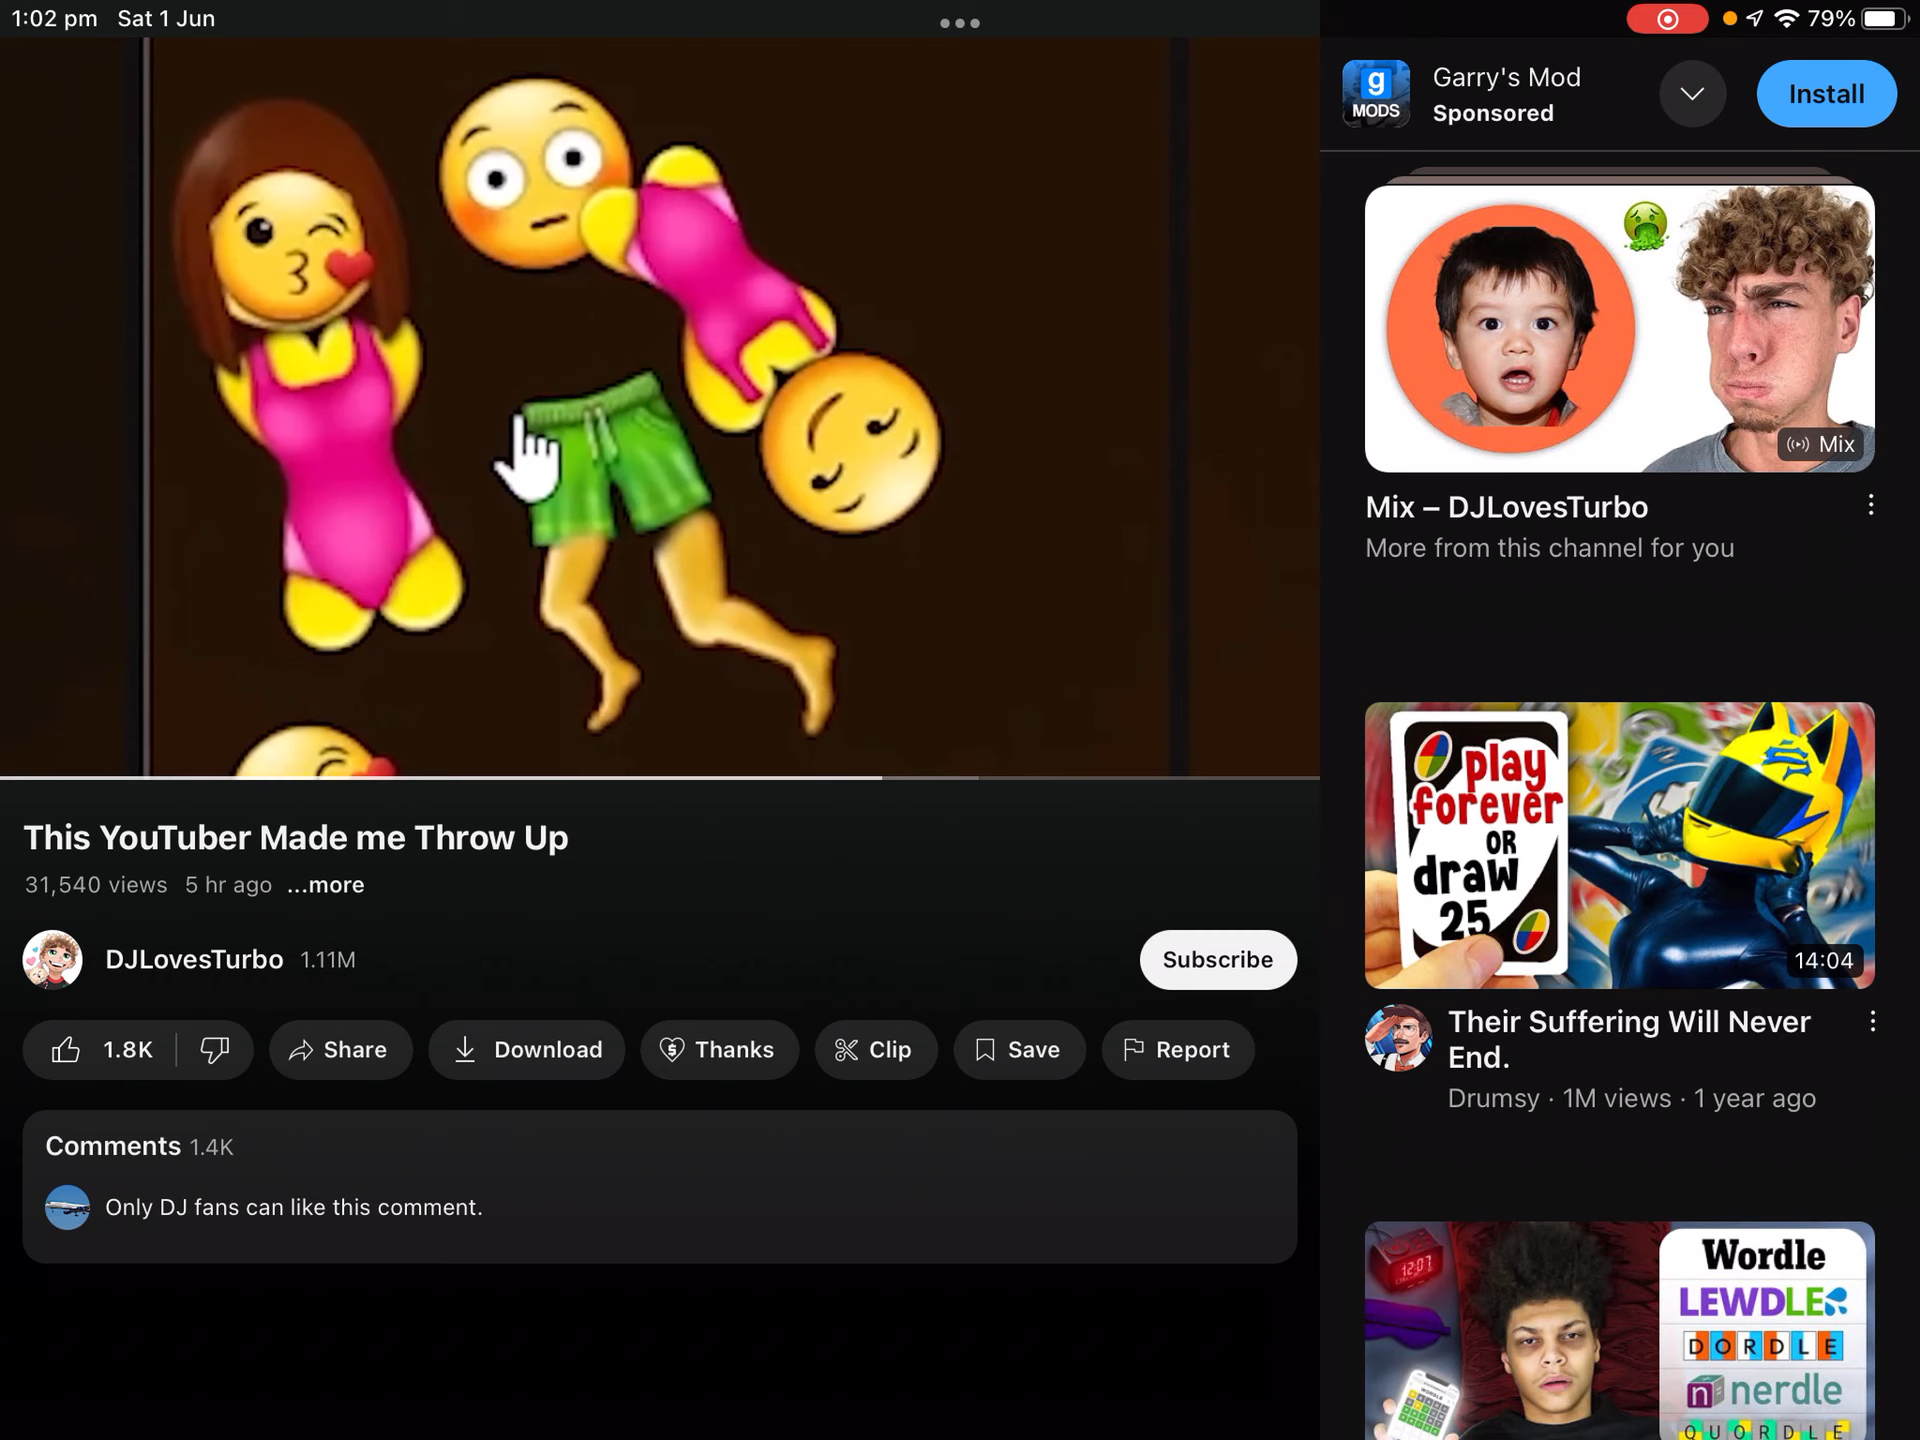 1:02 pm Sat 1 Jun
79%
g
MODS
Garry's Mod
Sponsored
Install
Mix
Mix – DJLovesTurbo
More from this channel for you
play
forever
OR
draw
25
14:04
Their Suffering Will Never
End.
Drumsy · 1M views · 1 year ago
12:07
WORDLE
Wordle
LEWDLE
DORDLE
n nerdle
QUORDLE
This YouTuber Made me Throw Up
31,540 views 5 hr ago ...more
DJLovesTurbo 1.11M
Subscribe
1.8K
Share
Download
Thanks
Clip
Save
Report
Comments 1.4K
Only DJ fans can like this comment.